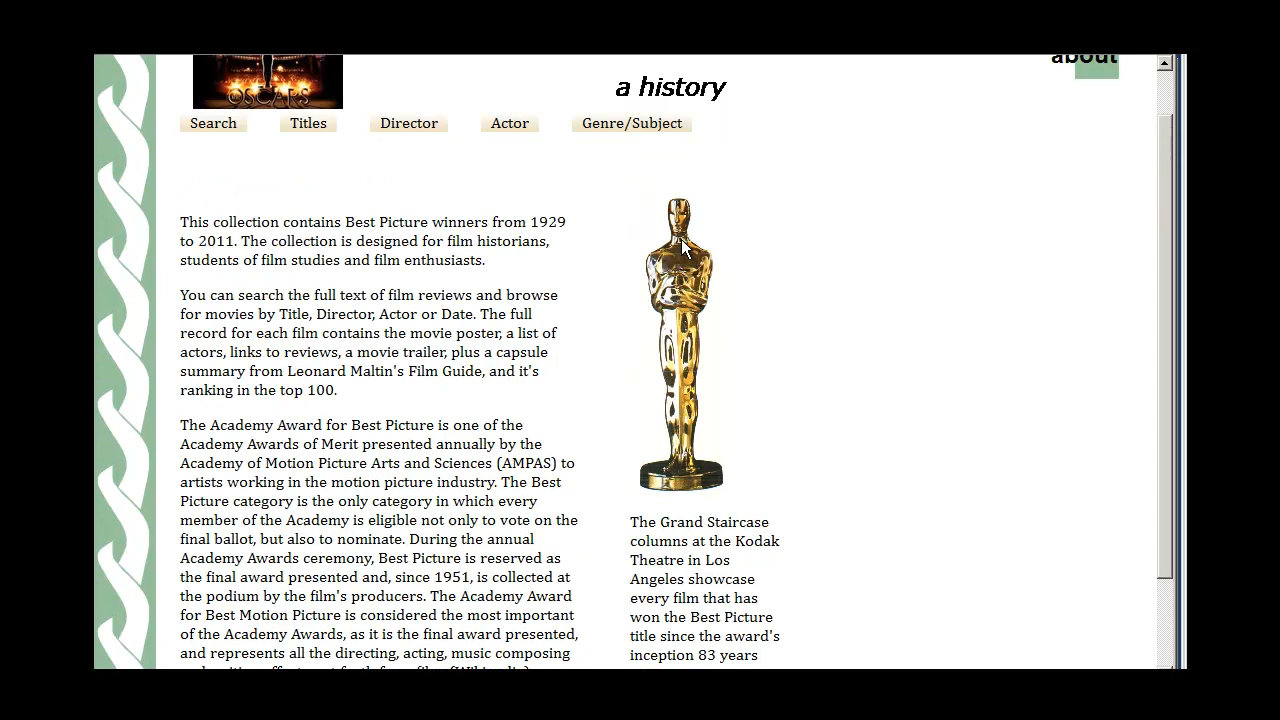 about
OSCARS
a history
Search Titles Director Actor Genre/Subject
This collection contains Best Picture winners from 1929
to 2011. The collection is designed for film historians,
students of film studies and film enthusiasts.
You can search the full text of film reviews and browse
for movies by Title, Director, Actor or Date. The full
record for each film contains the movie poster, a list of
actors, links to reviews, a movie trailer, plus a capsule
summary from Leonard Maltin's Film Guide, and it's
ranking in the top 100.
The Academy Award for Best Picture is one of the
Academy Awards of Merit presented annually by the
Academy of Motion Picture Arts and Sciences (AMPAS) to
artists working in the motion picture industry. The Best
Picture category is the only category in which every
member of the Academy is eligible not only to vote on the
final ballot, but also to nominate. During the annual
Academy Awards ceremony, Best Picture is reserved as
the final award presented and, since 1951, is collected at
the podium by the film's producers. The Academy Award
for Best Motion Picture is considered the most important
of the Academy Awards, as it is the final award presented,
and represents all the directing, acting, music composing
The Grand Staircase
columns at the Kodak
Theatre in Los
Angeles showcase
every film that has
won the Best Picture
title since the award's
inception 83 years